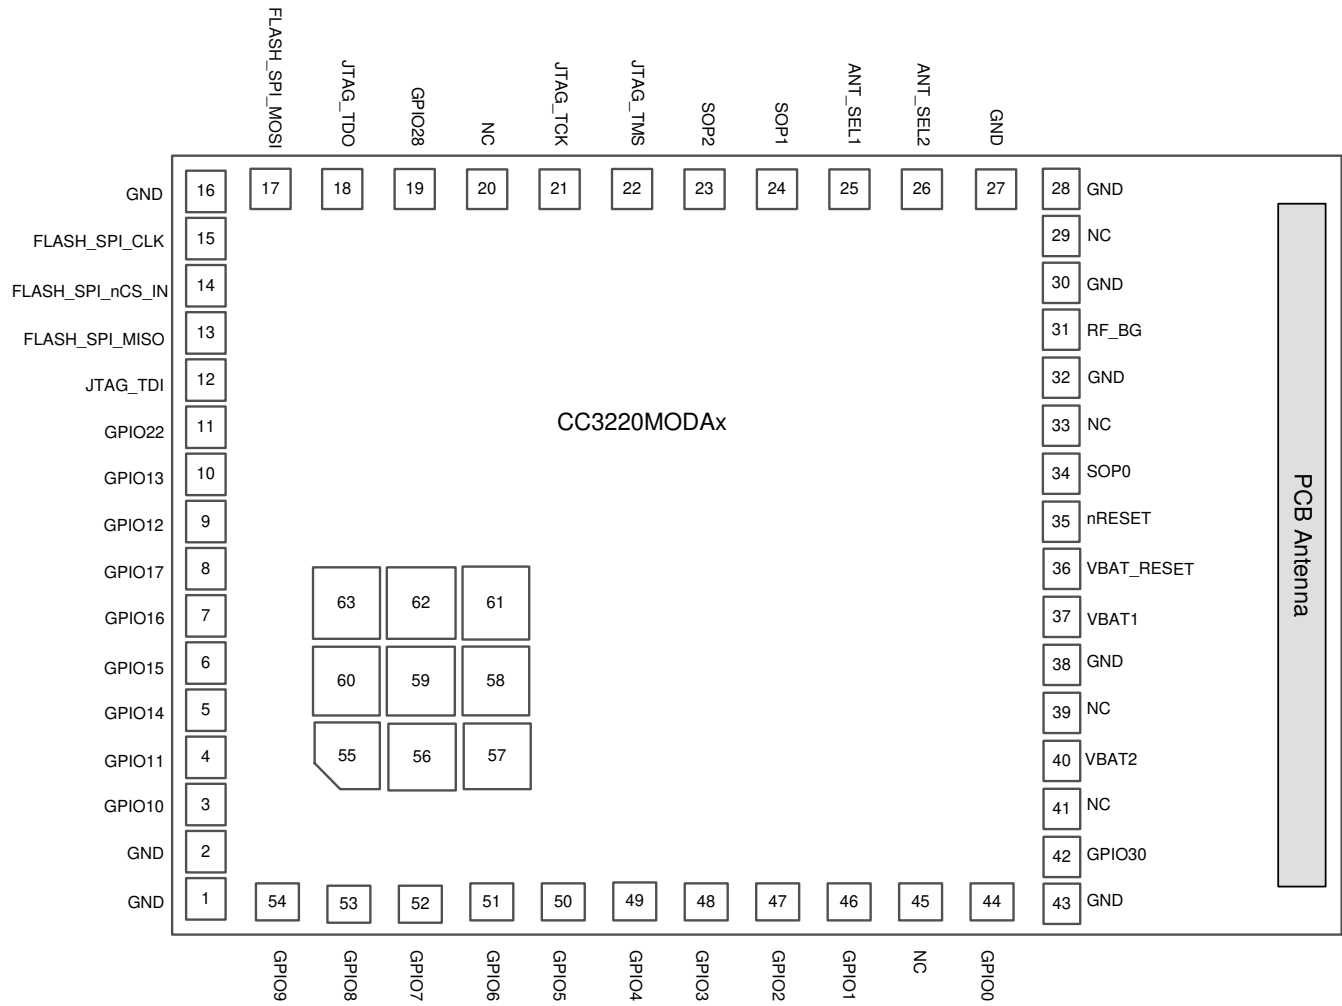 FLASH_SPI_MOSI
JTAG_TDO
GPIO28
NC
JTAG_TCK
JTAG_TMS
SOP2
SOP1
ANT_SEL1
ANT_SEL2
GND
GND 16 17 18 19 20 21 22 23 24 25 26 27 28 GND
FLASH_SPI_CLK 15 29 NC
FLASH_SPI_nCS_IN 14 30 GND
FLASH_SPI_MISO 13 31 RF_BG
JTAG_TDI 12 32 GND
CC3220MODAx
GPIO22 11 33 NC
GPIO13 10 34 SOP0
GPIO12 9 35 nRESET
GPIO17 8 36 VBAT_RESET
PCB Antenna
63 62 61
GPIO16 7 37 VBAT1
GPIO15 6 38 GND
60 59 58
GPIO14 5 39 NC
GPIO11 4 55 56 57 40 VBAT2
GPIO10 3 41 NC
GND 2 42 GPIO30
GND 1 54 53 52 51 50 49 48 47 46 45 44 43 GND
GPIO9
GPIO8
GPIO7
GPIO6
GPIO5
GPIO4
GPIO3
GPIO2
GPIO1
NC
GPIO0